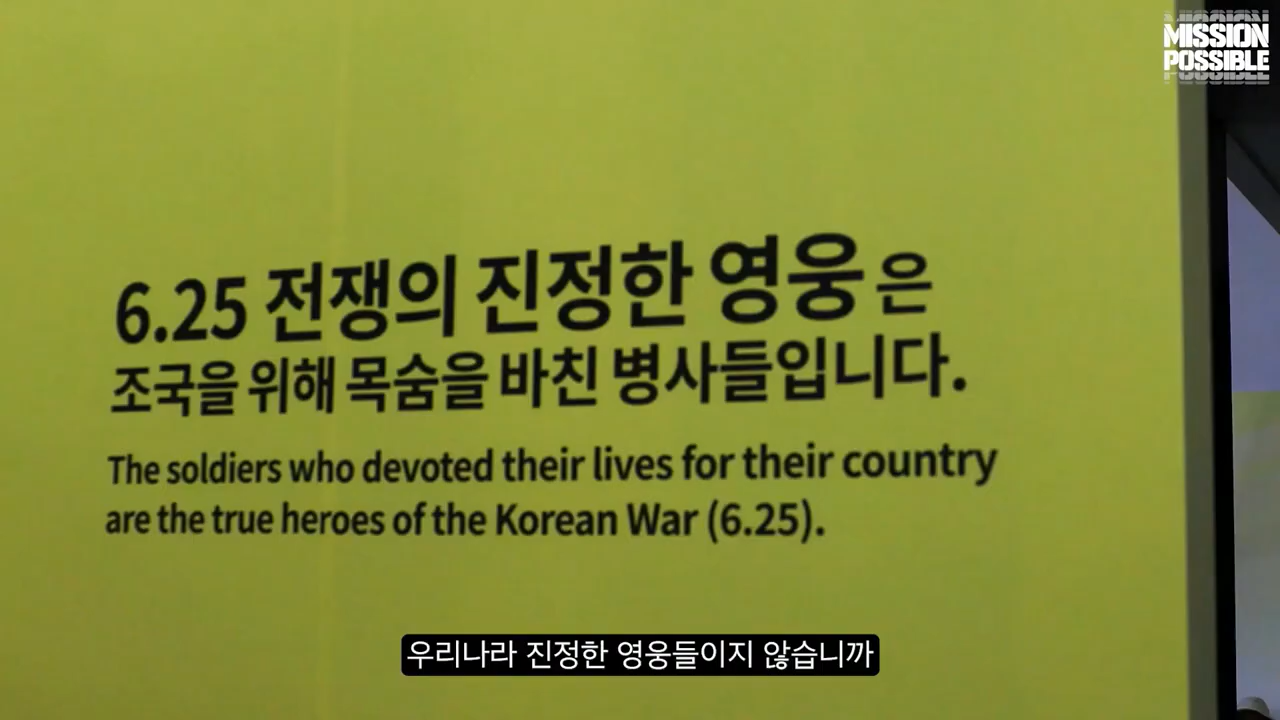 MISSION
POSSIBLE
6.25 전쟁의 진정한 영웅은
조국을 위해 목숨을 바친 병사들입니다.
The soldiers who devoted their lives for their country
are the true heroes of the Korean War (6.25).
우리나라 진정한 영웅들이지 않습니까